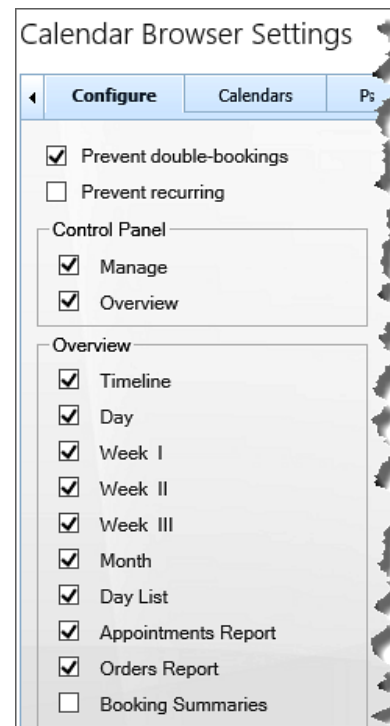 Calendar Browser Settings
Configure Calendars
Prevent double-bookings
Prevent recurring
Control Panel
Manage
Overview
Overview
Timeline
Day
Week I
Week II
Week III
Month
Day List
Appointments Report
Orders Report
Booking Summaries